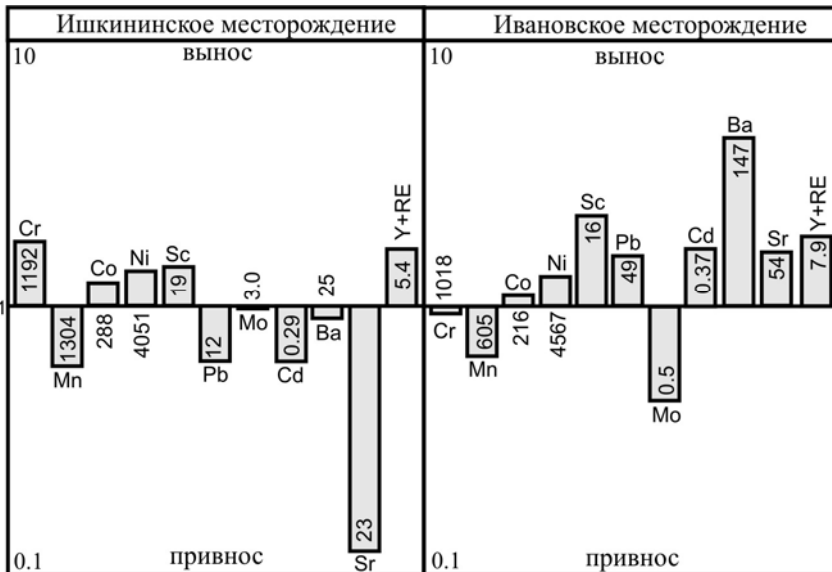 Ишкининское месторождение
вынос
10
Cr
1192
Mn
1304
Co
288
Ni
4051
Sc
19
Pb
12
Mo
3.0
Cd
0.29
Ba
25
Sr
23
Y+RE
5.4
1
0.1
привнос
Ивановское месторождение
вынос
10
Cr
1018
Mn
605
Co
216
Ni
4567
Sc
16
Pb
49
Mo
0.5
Cd
0.37
Ba
147
Sr
54
Y+RE
7.9
0.1
привнос